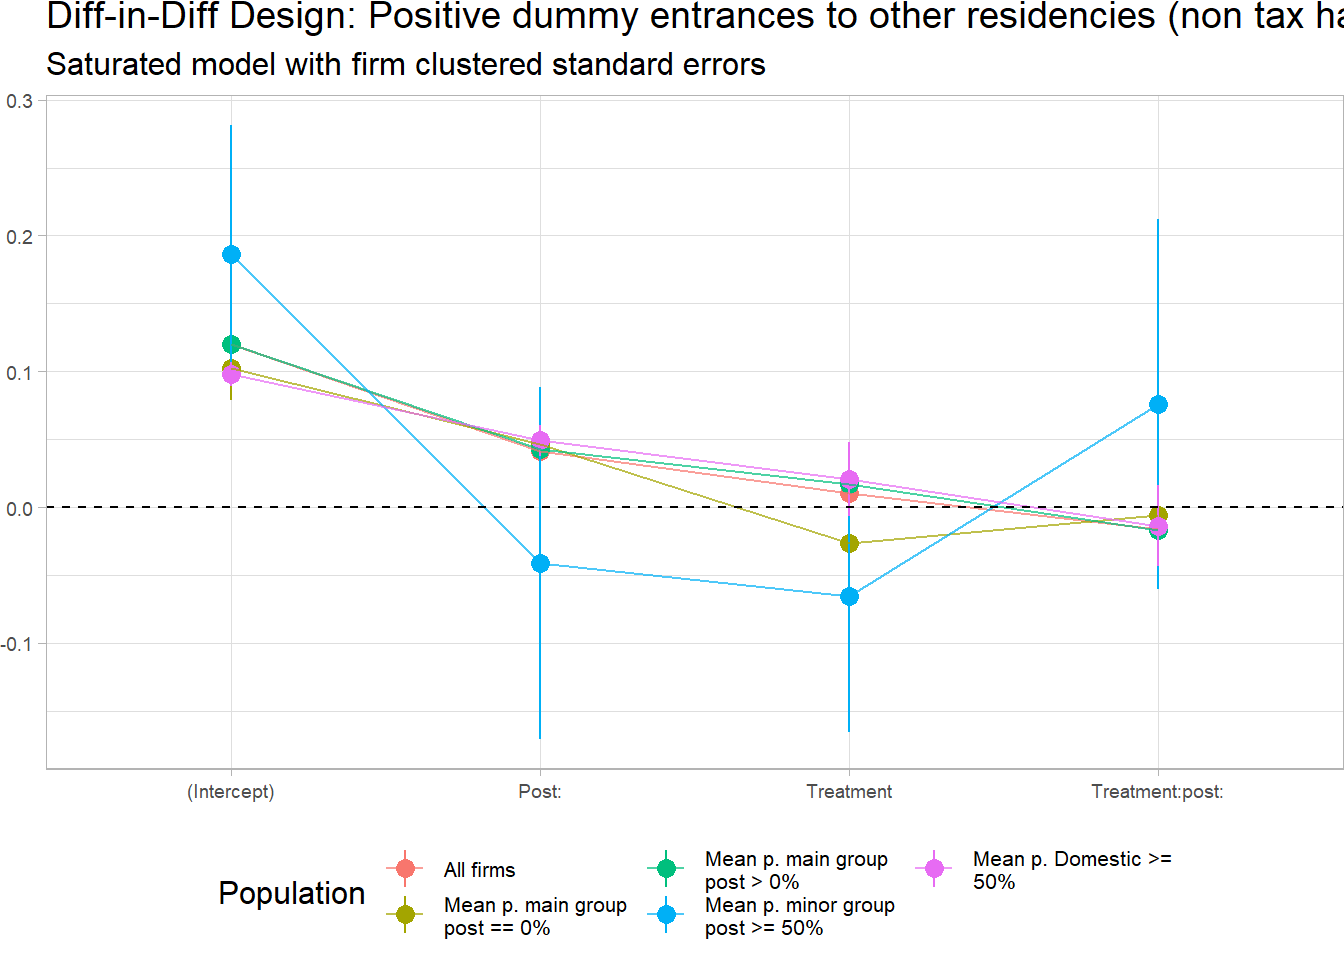 Diff-in-Diff Design: Positive dummy entrances to other residencies (non tax ha
Saturated model with firm clustered standard errors
0.3
0.2
0.1
0.0
-0.1
(Intercept)
Post:
Treatment
Treatment:post:
Population
All firms
Mean p. main group
post == 0%
Mean p. main group
post > 0%
Mean p. minor group
post >= 50%
Mean p. Domestic >=
50%